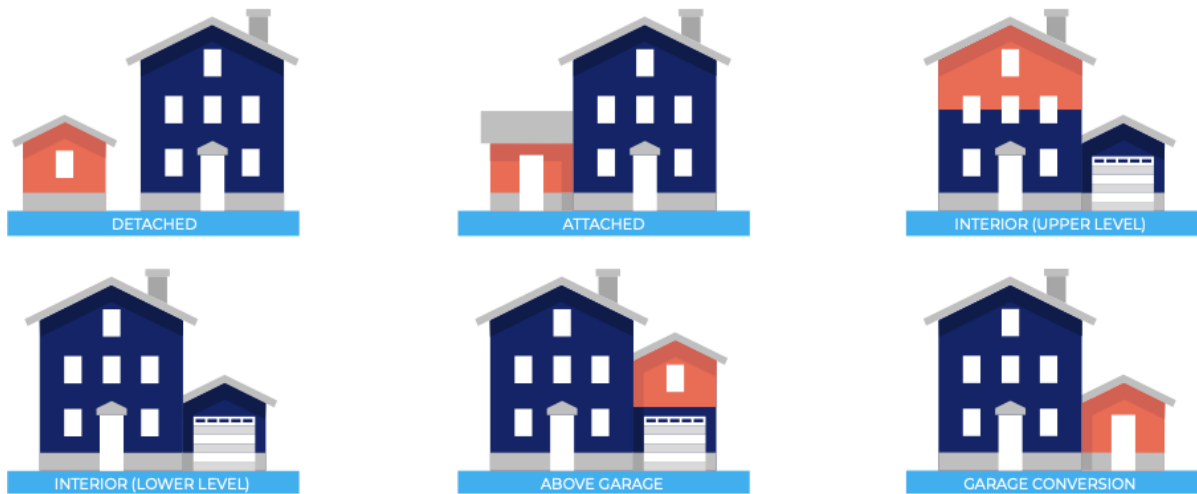 DETACHED
ATTACHED
INTERIOR (UPPER LEVEL)
INTERIOR (LOWER LEVEL)
ABOVE GARAGE
GARAGE CONVERSION